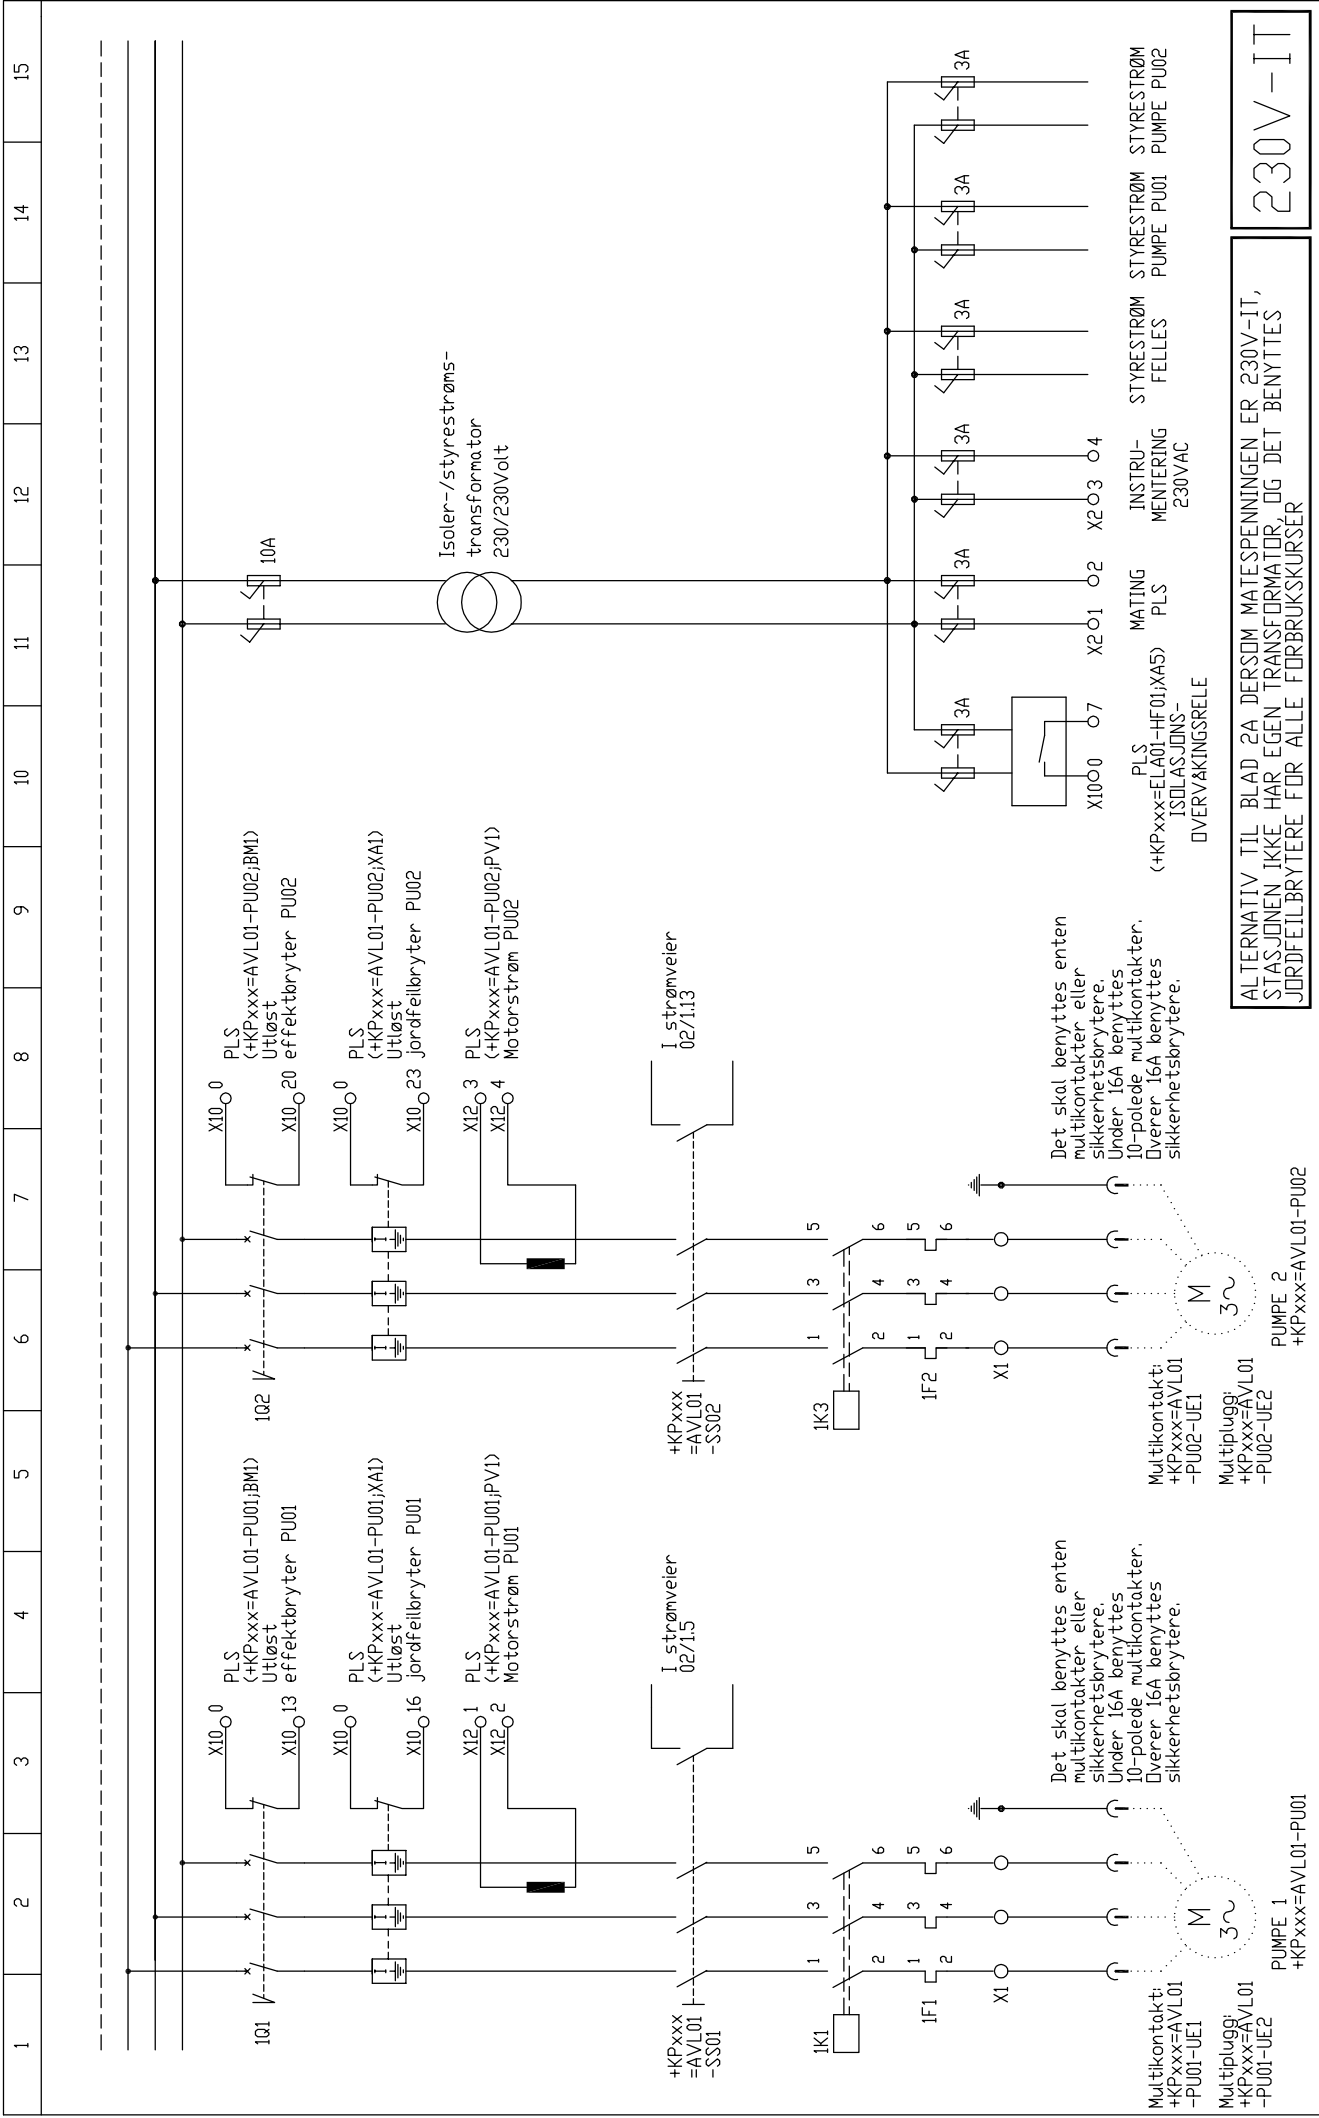 1
2
3
4
5
6
7
8
9
10
11
12
13
14
15
1Q1
X10 0
X10 13
PLS
(+KPxxx=AVL01-PU01;BM1)
Utløst
effektbryter PU01
X10 0
X10 16
PLS
(+KPxxx=AVL01-PU01;XA1)
Utløst
jordfeilbryter PU01
X12 1
X12 2
PLS
(+KPxxx=AVL01-PU01;PV1)
Motorstrøm PU01
+KPxxx
=AVL01
-SS01
I strømveier
02/1.5
1K1
1 3 5
2 4 6
1F1
1 3 5
2 4 6
X1
Det skal benyttes enten
multikontakter eller
sikkerhetsbrytere.
Under 16A benyttes
10-polede multikontakter.
Overer 16A benyttes
sikkerhetsbrytere.
Multikontakt:
+KPxxx=AVL01
-PU01-UE1
Multiplugg:
+KPxxx=AVL01
-PU01-UE2
M
3~
PUMPE 1
+KPxxx=AVL01-PU01
1Q2
X10 0
X10 20
PLS
(+KPxxx=AVL01-PU02;BM1)
Utløst
effektbryter PU02
X10 0
X10 23
PLS
(+KPxxx=AVL01-PU02;XA1)
Utløst
jordfeilbryter PU02
X12 3
X12 4
PLS
(+KPxxx=AVL01-PU02;PV1)
Motorstrøm PU02
+KPxxx
=AVL01
-SS02
I strømveier
02/1.13
1K3
1 3 5
2 4 6
1F2
1 3 5
2 4 6
X1
Det skal benyttes enten
multikontakter eller
sikkerhetsbrytere.
Under 16A benyttes
10-polede multikontakter.
Overer 16A benyttes
sikkerhetsbrytere.
Multikontakt:
+KPxxx=AVL01
-PU02-UE1
Multiplugg:
+KPxxx=AVL01
-PU02-UE2
M
3~
PUMPE 2
+KPxxx=AVL01-PU02
10A
Isoler-/styrestrøms-
transformator
230/230Volt
3A
3A
3A
3A
3A
3A
X10 0 7
PLS
(+KPxxx=ELA01-HF01;XA5)
ISOLASJONS-
OVERVÅKINGSRELE
X2 1 2
MATING
PLS
X2 3 4
INSTRU-
MENTERING
230VAC
STYRESTRØM
FELLES
STYRESTRØM
PUMPE PU01
STYRESTRØM
PUMPE PU02
ALTERNATIV TIL BLAD 2A DERSOM MATESPENNINGEN ER 230V-IT,
STASJONEN IKKE HAR EGEN TRANSFORMATOR, OG DET BENYTTES
JORDFEILBRYTERE FOR ALLE FORBRUKSKURSER
230V-IT